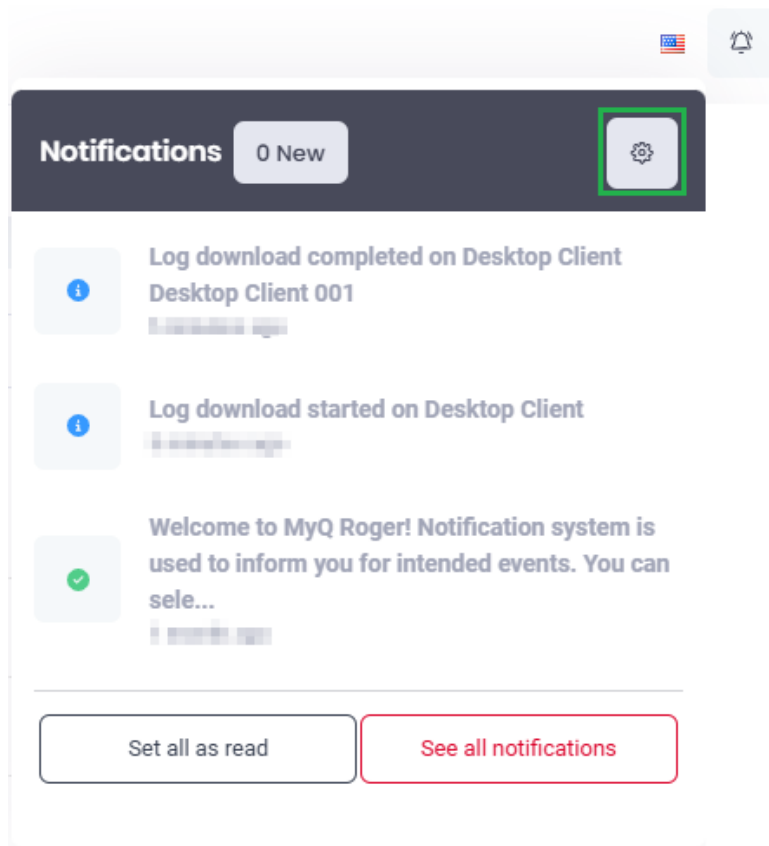 Notifications
0 New
Log download completed on Desktop Client
Desktop Client 001
Log download started on Desktop Client
Welcome to MyQ Roger! Notification system is
used to inform you for intended events. You can
sele...
Set all as read
See all notifications